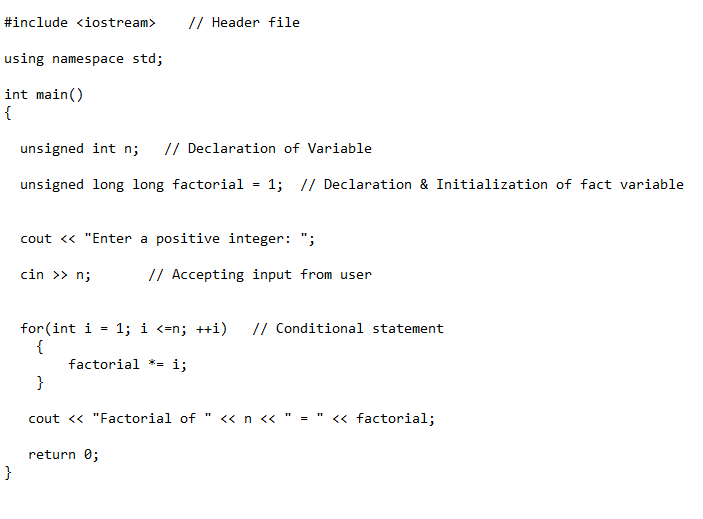 #include <iostream>    // Header file
using namespace std;
int main()
{
unsigned int n;   // Declaration of Variable
unsigned long long factorial = 1;  // Declaration & Initialization of fact variable
cout << "Enter a positive integer: ";
cin >> n;       // Accepting input from user
for(int i = 1; i <=n; ++i)   // Conditional statement
{
factorial *= i;
}
cout << "Factorial of " << n << " = " << factorial;
return 0;
}